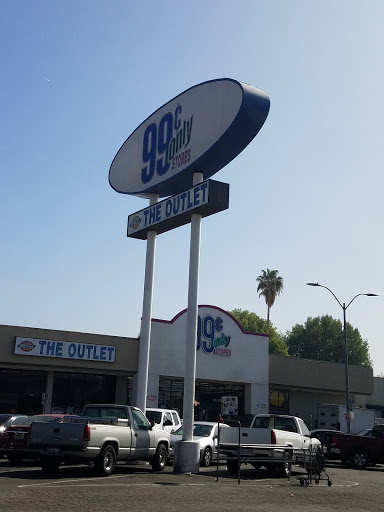 99¢
only
STORES
THE OUTLET
THE OUTLET
99¢
only
STORES